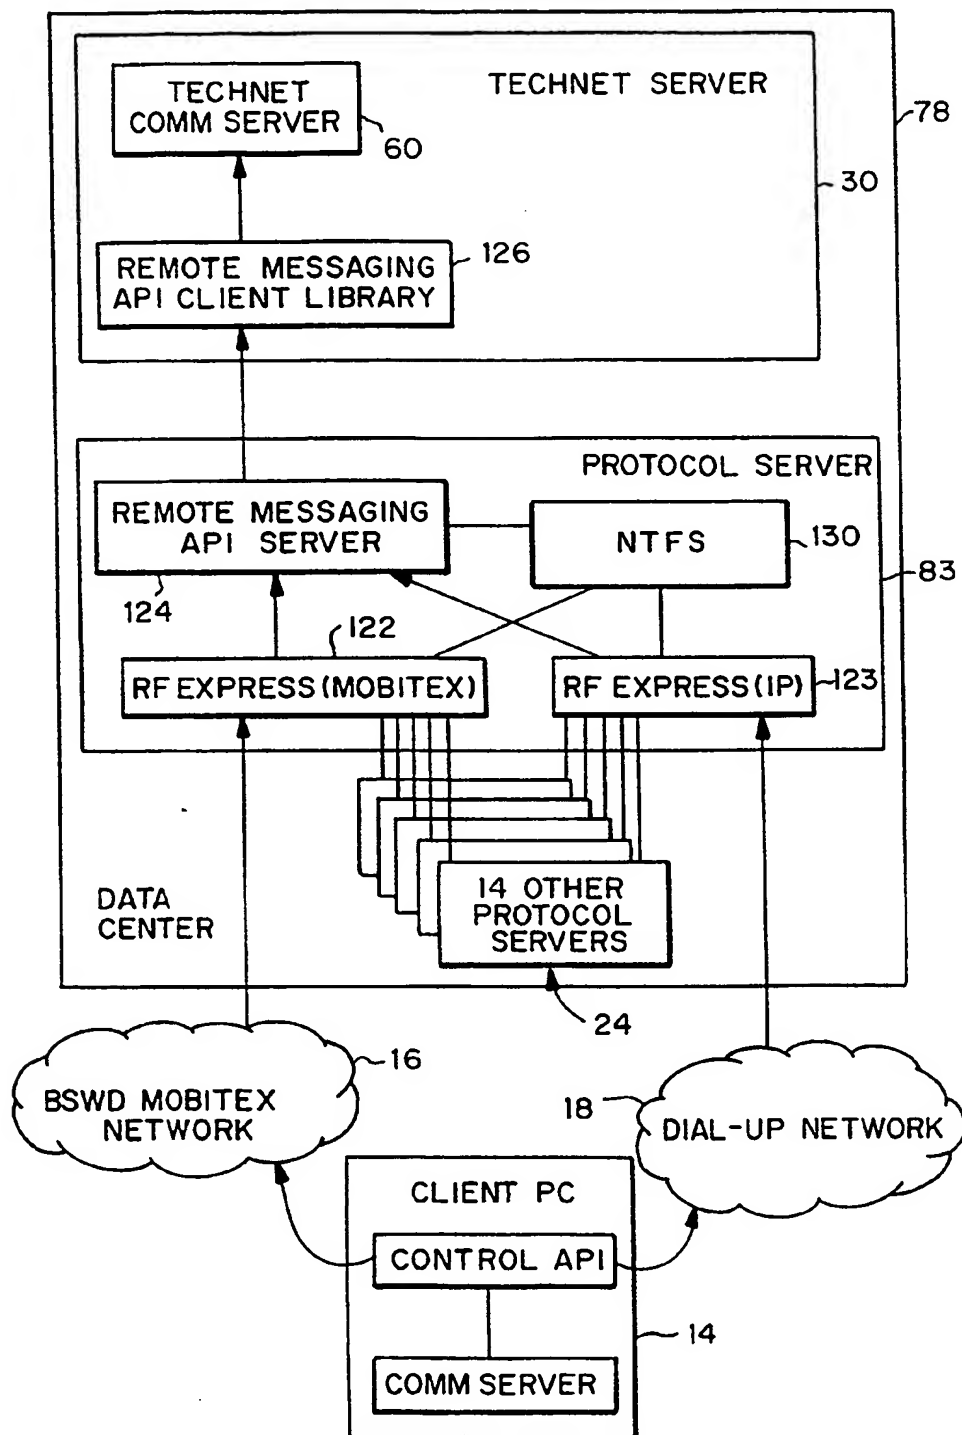 TECHNET SERVER
78
TECHNET
COMM SERVER
60
30
REMOTE MESSAGING
API CLIENT LIBRARY
126
PROTOCOL SERVER
REMOTE MESSAGING
API SERVER
NTFS
130
83
124
122
RF EXPRESS (MOBITEX)
RF EXPRESS (IP)
123
14 OTHER
PROTOCOL
SERVERS
DATA
CENTER
24
16
BSWD MOBITEX
NETWORK
18
DIAL-UP NETWORK
CLIENT PC
CONTROL API
14
COMM SERVER